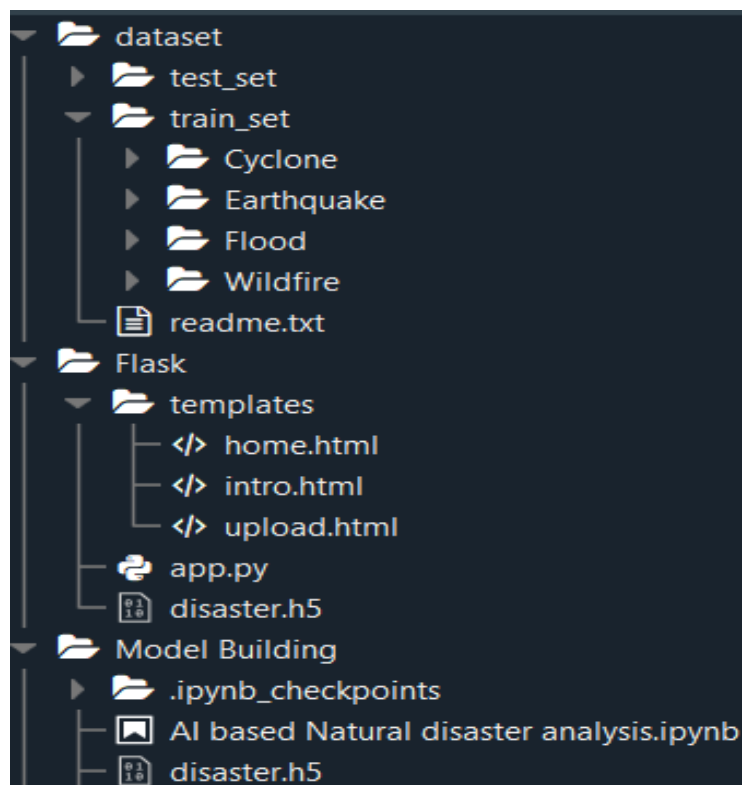 dataset
test_set
train_set
Cyclone
Earthquake
Flood
Wildfire
readme.txt
Flask
templates
</> home.html
</> intro.html
</> upload.html
app.py
disaster.h5
Model Building
.ipynb_checkpoints
AI based Natural disaster analysis.ipynb
disaster.h5